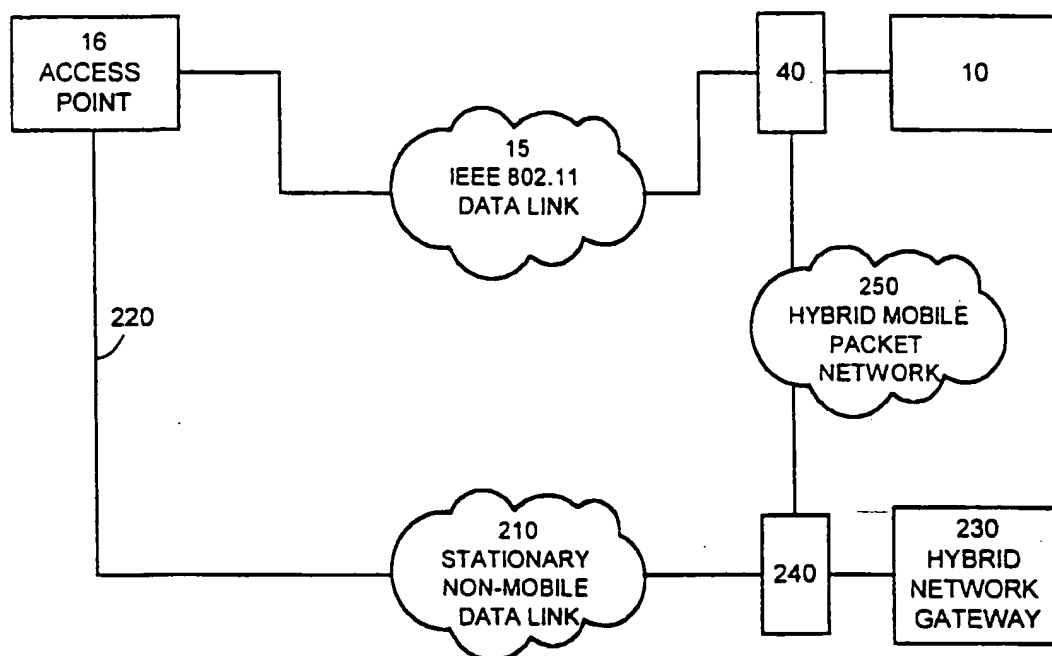 16
ACCESS
POINT
40
10
15
IEEE 802.11
DATA LINK
220
250
HYBRID MOBILE
PACKET
NETWORK
210
STATIONARY
NON-MOBILE
DATA LINK
240
230
HYBRID
NETWORK
GATEWAY